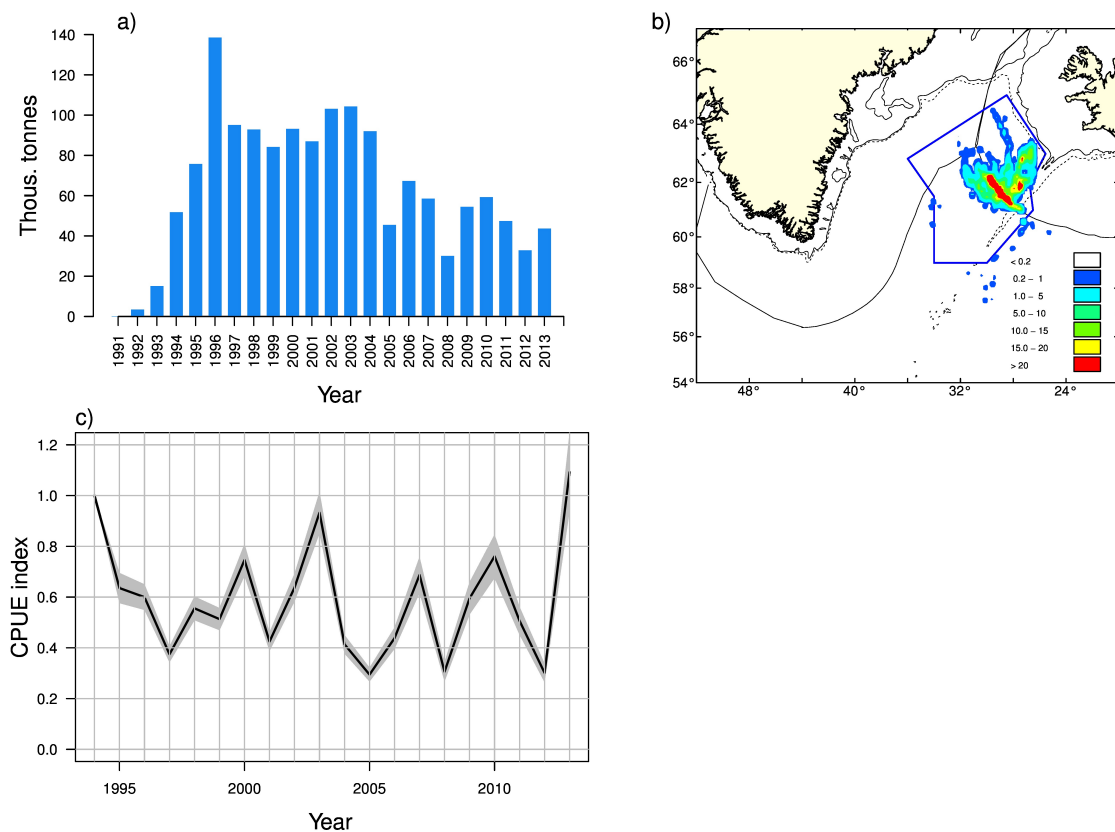 a)
Thous. tonnes
140
120
100
80
60
40
20
0
1991 1992 1993 1994 1995 1996 1997 1998 1999 2000 2001 2002 2003 2004 2005 2006 2007 2008 2009 2010 2011 2012 2013
Year
b)
66°
64°
62°
60°
58°
56°
54°
48° 40° 32° 24°
< 0.2
0.2 – 1
1.0 – 5
5.0 – 10
10.0 – 15
15.0 – 20
> 20
c)
CPUE index
1.2
1.0
0.8
0.6
0.4
0.2
0.0
1995 2000 2005 2010
Year